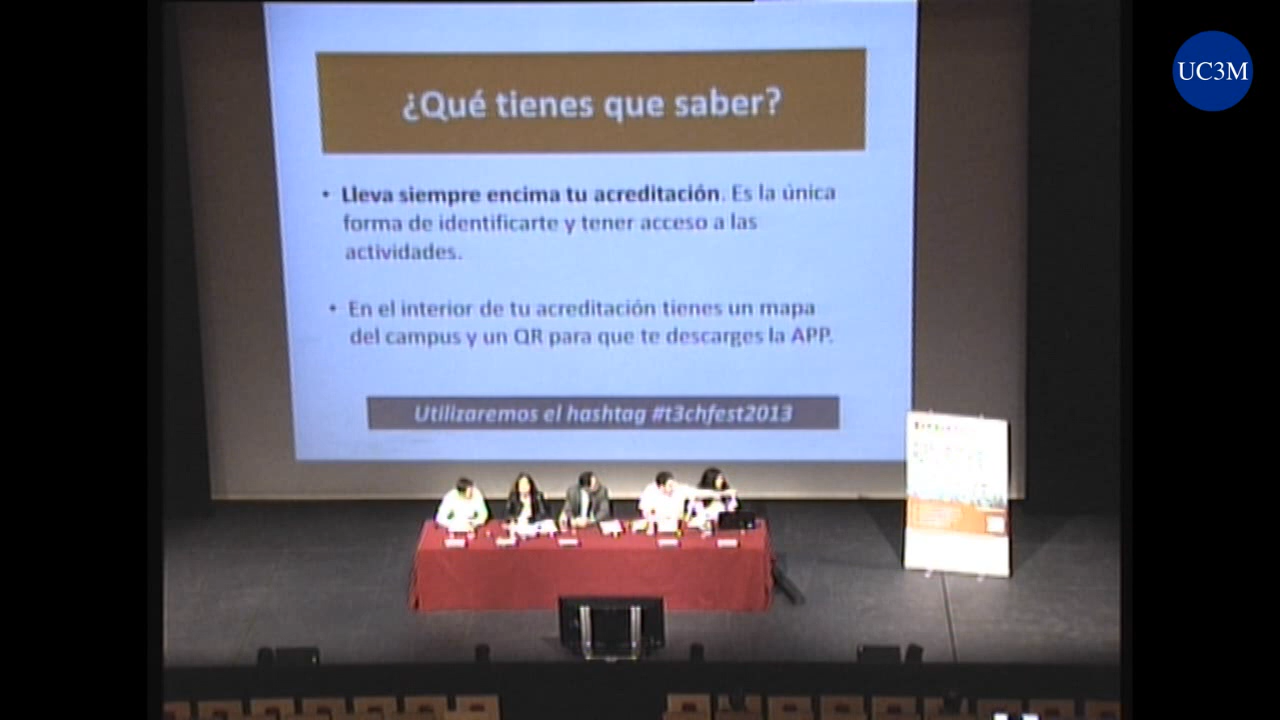 UC3M
¿Qué tienes que saber?
• Lleva siempre encima tu acreditación. Es la única
forma de identificarte y tener acceso a las
actividades.
• En el interior de tu acreditación tienes un mapa
del campus y un QR para que te descarges la APP.
Utilizaremos el hashtag #t3chfest2013